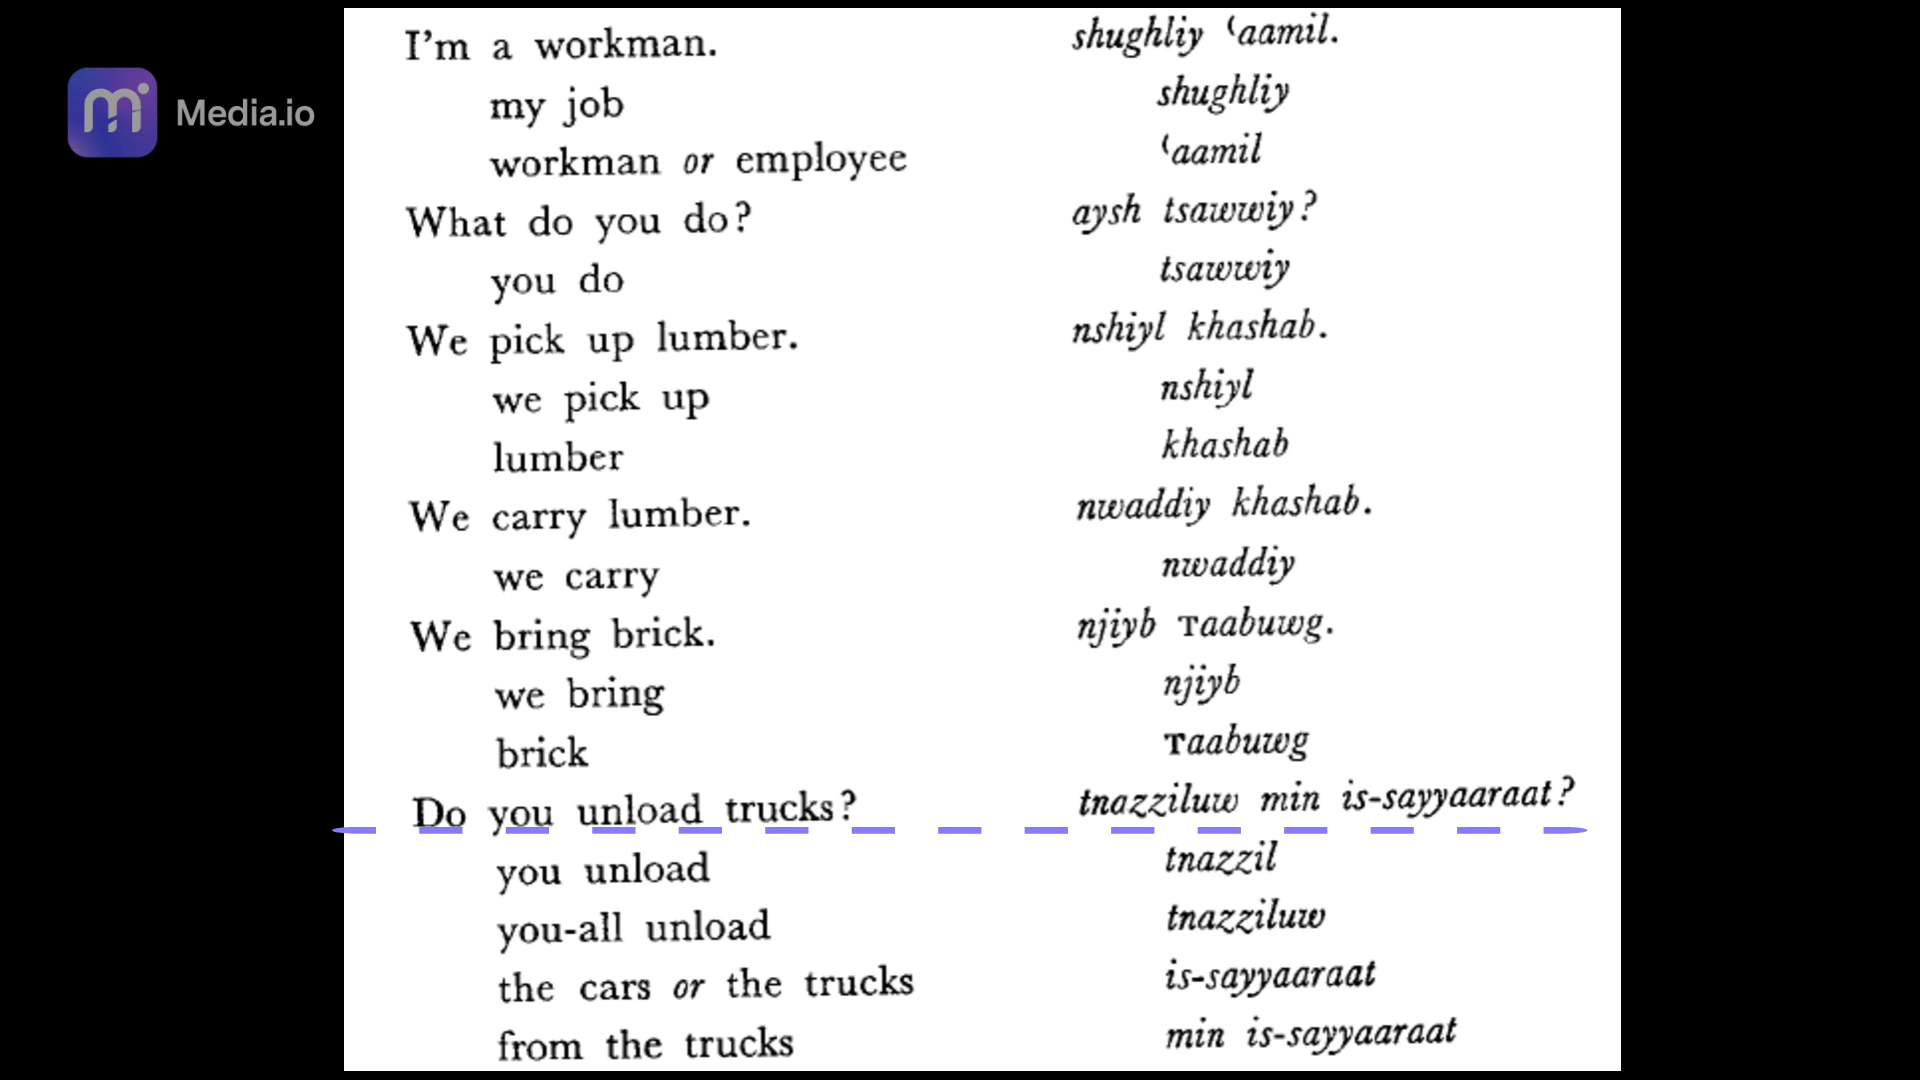 Media.io
I'm a workman. shughliy ʿaamil.
my job shughliy
workman or employee ʿaamil
What do you do? aysh tsawwiy?
you do tsawwiy
We pick up lumber. nshiyl khashab.
we pick up nshiyl
lumber khashab
We carry lumber. nwaddiy khashab.
we carry nwaddiy
We bring brick. njiyb ᴛaabuwg.
we bring njiyb
brick ᴛaabuwg
Do you unload trucks? tnazziluw min is-sayyaaraat?
you unload tnazzil
you-all unload tnazziluw
the cars or the trucks is-sayyaaraat
from the trucks min is-sayyaaraat